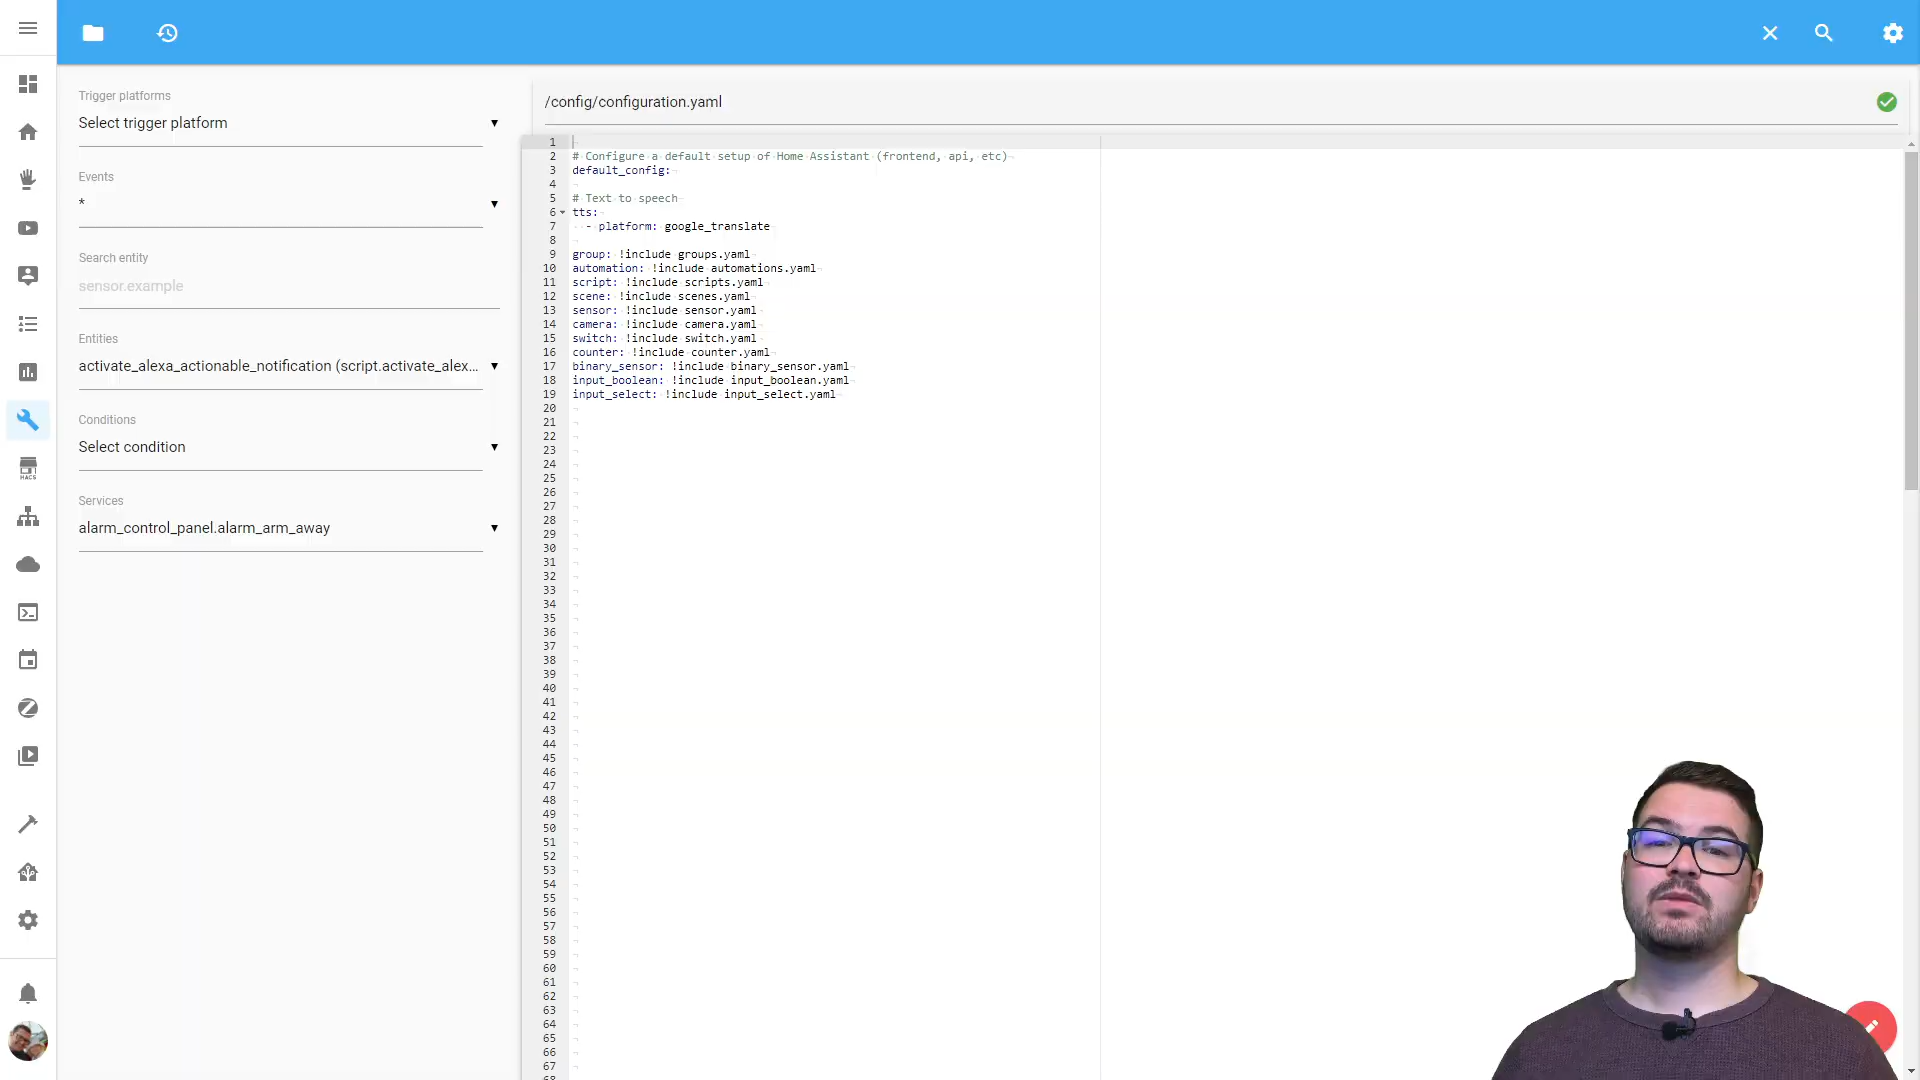 Trigger platforms
Select trigger platform
Events
*
Search entity
sensor.example
Entities
activate_alexa_actionable_notification (script.activate_alex...
Conditions
Select condition
Services
alarm_control_panel.alarm_arm_away
HACS
/config/configuration.yaml
1
2 # Configure a default setup of Home Assistant (frontend, api, etc)
3 default_config:
4
5 # Text to speech
6 tts:
7 - platform: google_translate
8
9 group: !include groups.yaml
10 automation: !include automations.yaml
11 script: !include scripts.yaml
12 scene: !include scenes.yaml
13 sensor: !include sensor.yaml
14 camera: !include camera.yaml
15 switch: !include switch.yaml
16 counter: !include counter.yaml
17 binary_sensor: !include binary_sensor.yaml
18 input_boolean: !include input_boolean.yaml
19 input_select: !include input_select.yaml
20
21
22
23
24
25
26
27
28
29
30
31
32
33
34
35
36
37
38
39
40
41
42
43
44
45
46
47
48
49
50
51
52
53
54
55
56
57
58
59
60
61
62
63
64
65
66
67
68